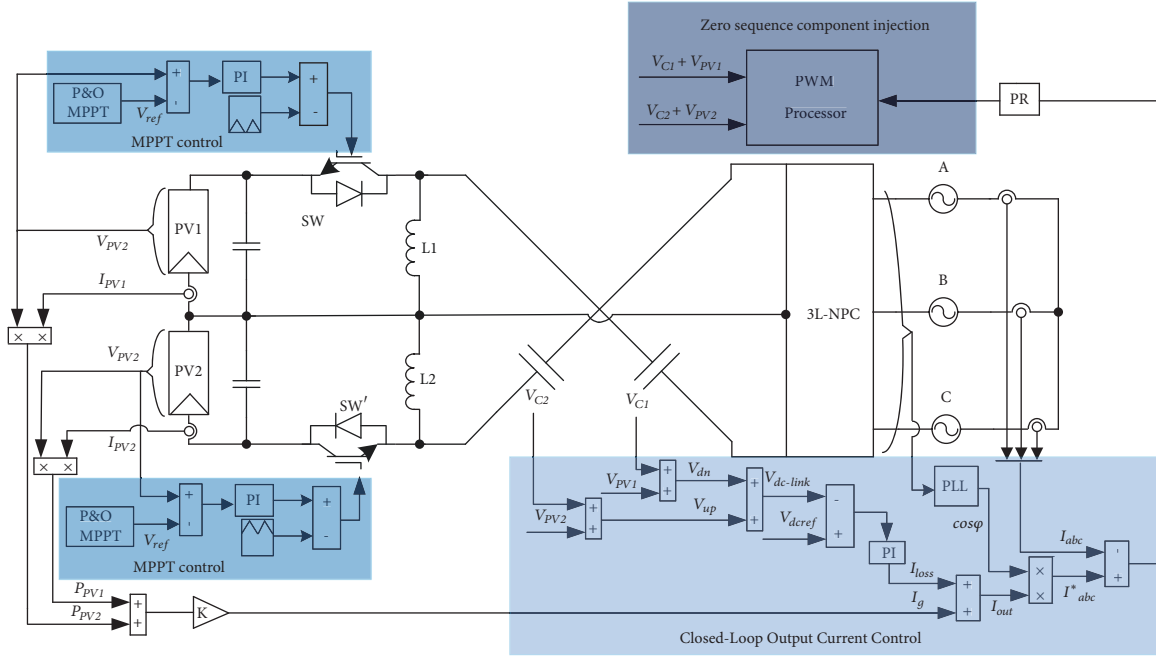 Zero sequence component injection
V_C1 + V_PV1
V_C2 + V_PV2
PWM
Processor
PR
P&O
MPPT
V_ref
+
'
PI
+
-
MPPT control
SW
PV1
V_PV2
I_PV1
× ×
L1
A
B
C
3L-NPC
V_PV2
PV2
I_PV2
× ×
L2
SW'
V_C2
V_C1
P&O
MPPT
V_ref
+
'
PI
+
-
MPPT control
P_PV1
P_PV2
+
+
K
V_PV1
+
+
V_dn
V_PV2
+
+
V_up
+
+
V_dc-link
V_dcref
-
+
PI
I_loss
I_g
+
+
I_out
PLL
cosφ
×
×
I_abc
I*_abc
'
+
Closed-Loop Output Current Control